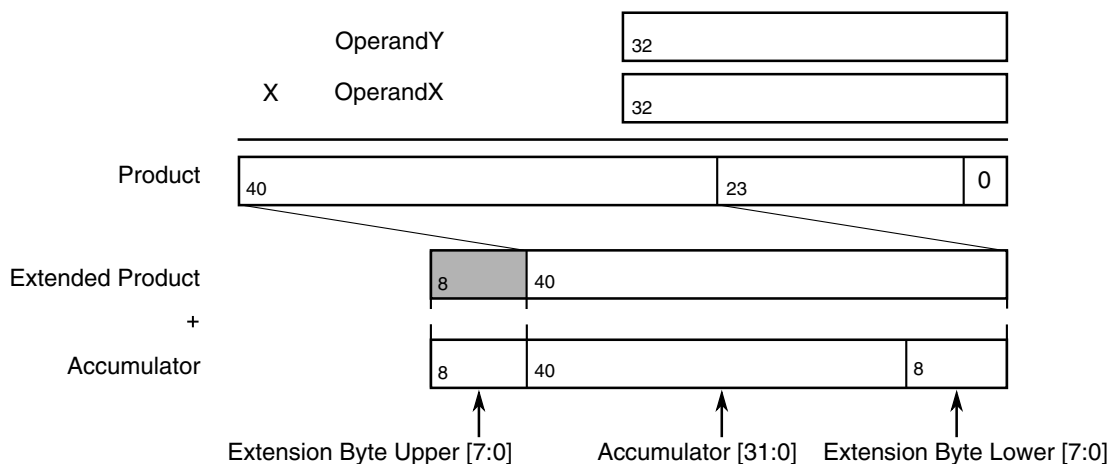 OperandY 32
X OperandX 32
Product 40 23 0
Extended Product 8 40
+
Accumulator 8 40 8
Extension Byte Upper [7:0] Accumulator [31:0] Extension Byte Lower [7:0]